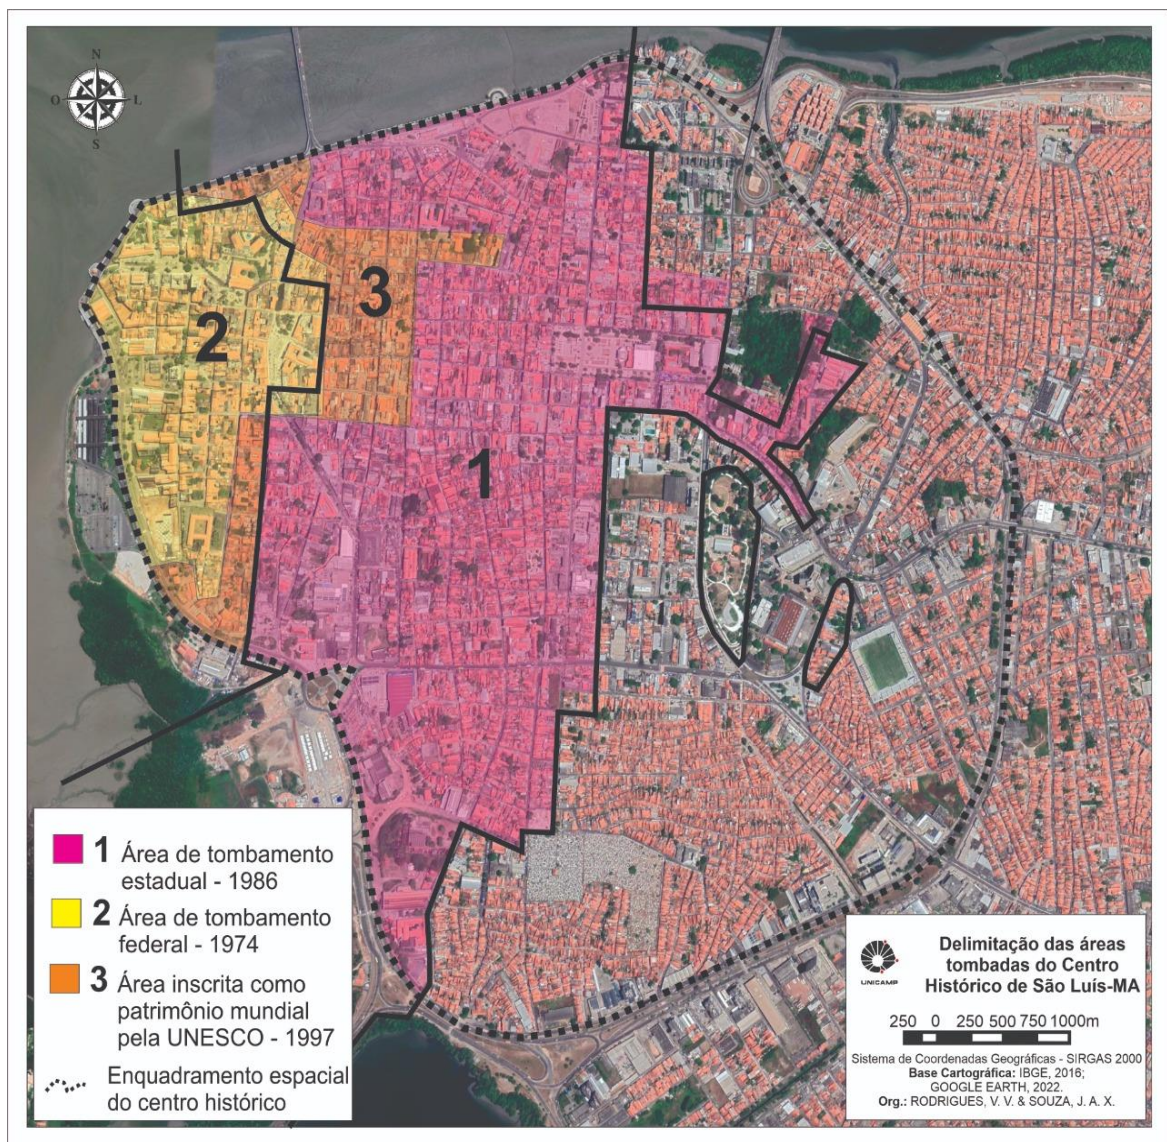 N
O
L
S
3
2
1
1 Área de tombamento
estadual - 1986
2 Área de tombamento
federal - 1974
3 Área inscrita como
patrimônio mundial
pela UNESCO - 1997
Enquadramento espacial
do centro histórico
UNICAMP
Delimitação das áreas
tombadas do Centro
Histórico de São Luís-MA
250 0 250 500 750 1000m
Sistema de Coordenadas Geográficas - SIRGAS 2000
Base Cartográfica: IBGE, 2016;
GOOGLE EARTH, 2022.
Org.: RODRIGUES, V. V. & SOUZA, J. A. X.